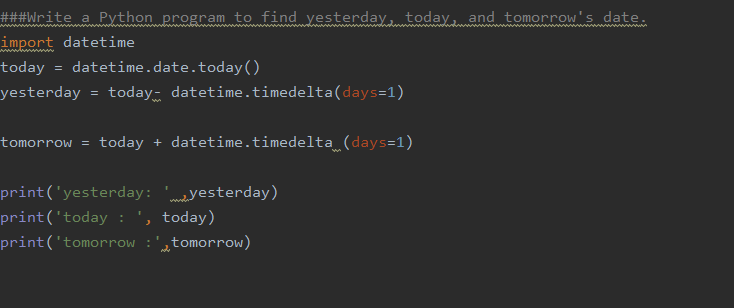 ###Write a Python program to find yesterday, today, and tomorrow's date.
import datetime
today = datetime.date.today()
yesterday = today- datetime.timedelta(days=1)
tomorrow = today + datetime.timedelta (days=1)
print('yesterday: ' ,yesterday)
print('today : ', today)
print('tomorrow :',tomorrow)